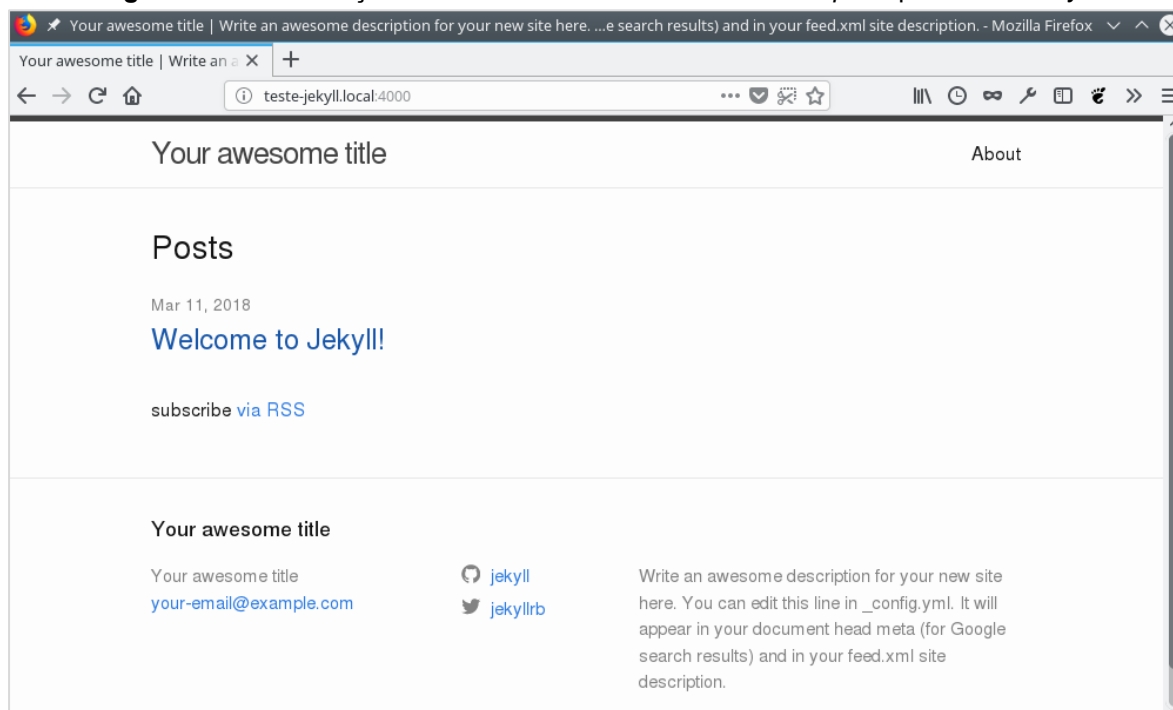 Your awesome title | Write an awesome description for your new site here. ...e search results) and in your feed.xml site description. - Mozilla Firefox
Your awesome title | Write an a
teste-jekyll.local:4000
Your awesome title
About
Posts
Mar 11, 2018
Welcome to Jekyll!
subscribe via RSS
Your awesome title
Your awesome title
your-email@example.com
jekyll
jekyllrb
Write an awesome description for your new site
here. You can edit this line in _config.yml. It will
appear in your document head meta (for Google
search results) and in your feed.xml site
description.